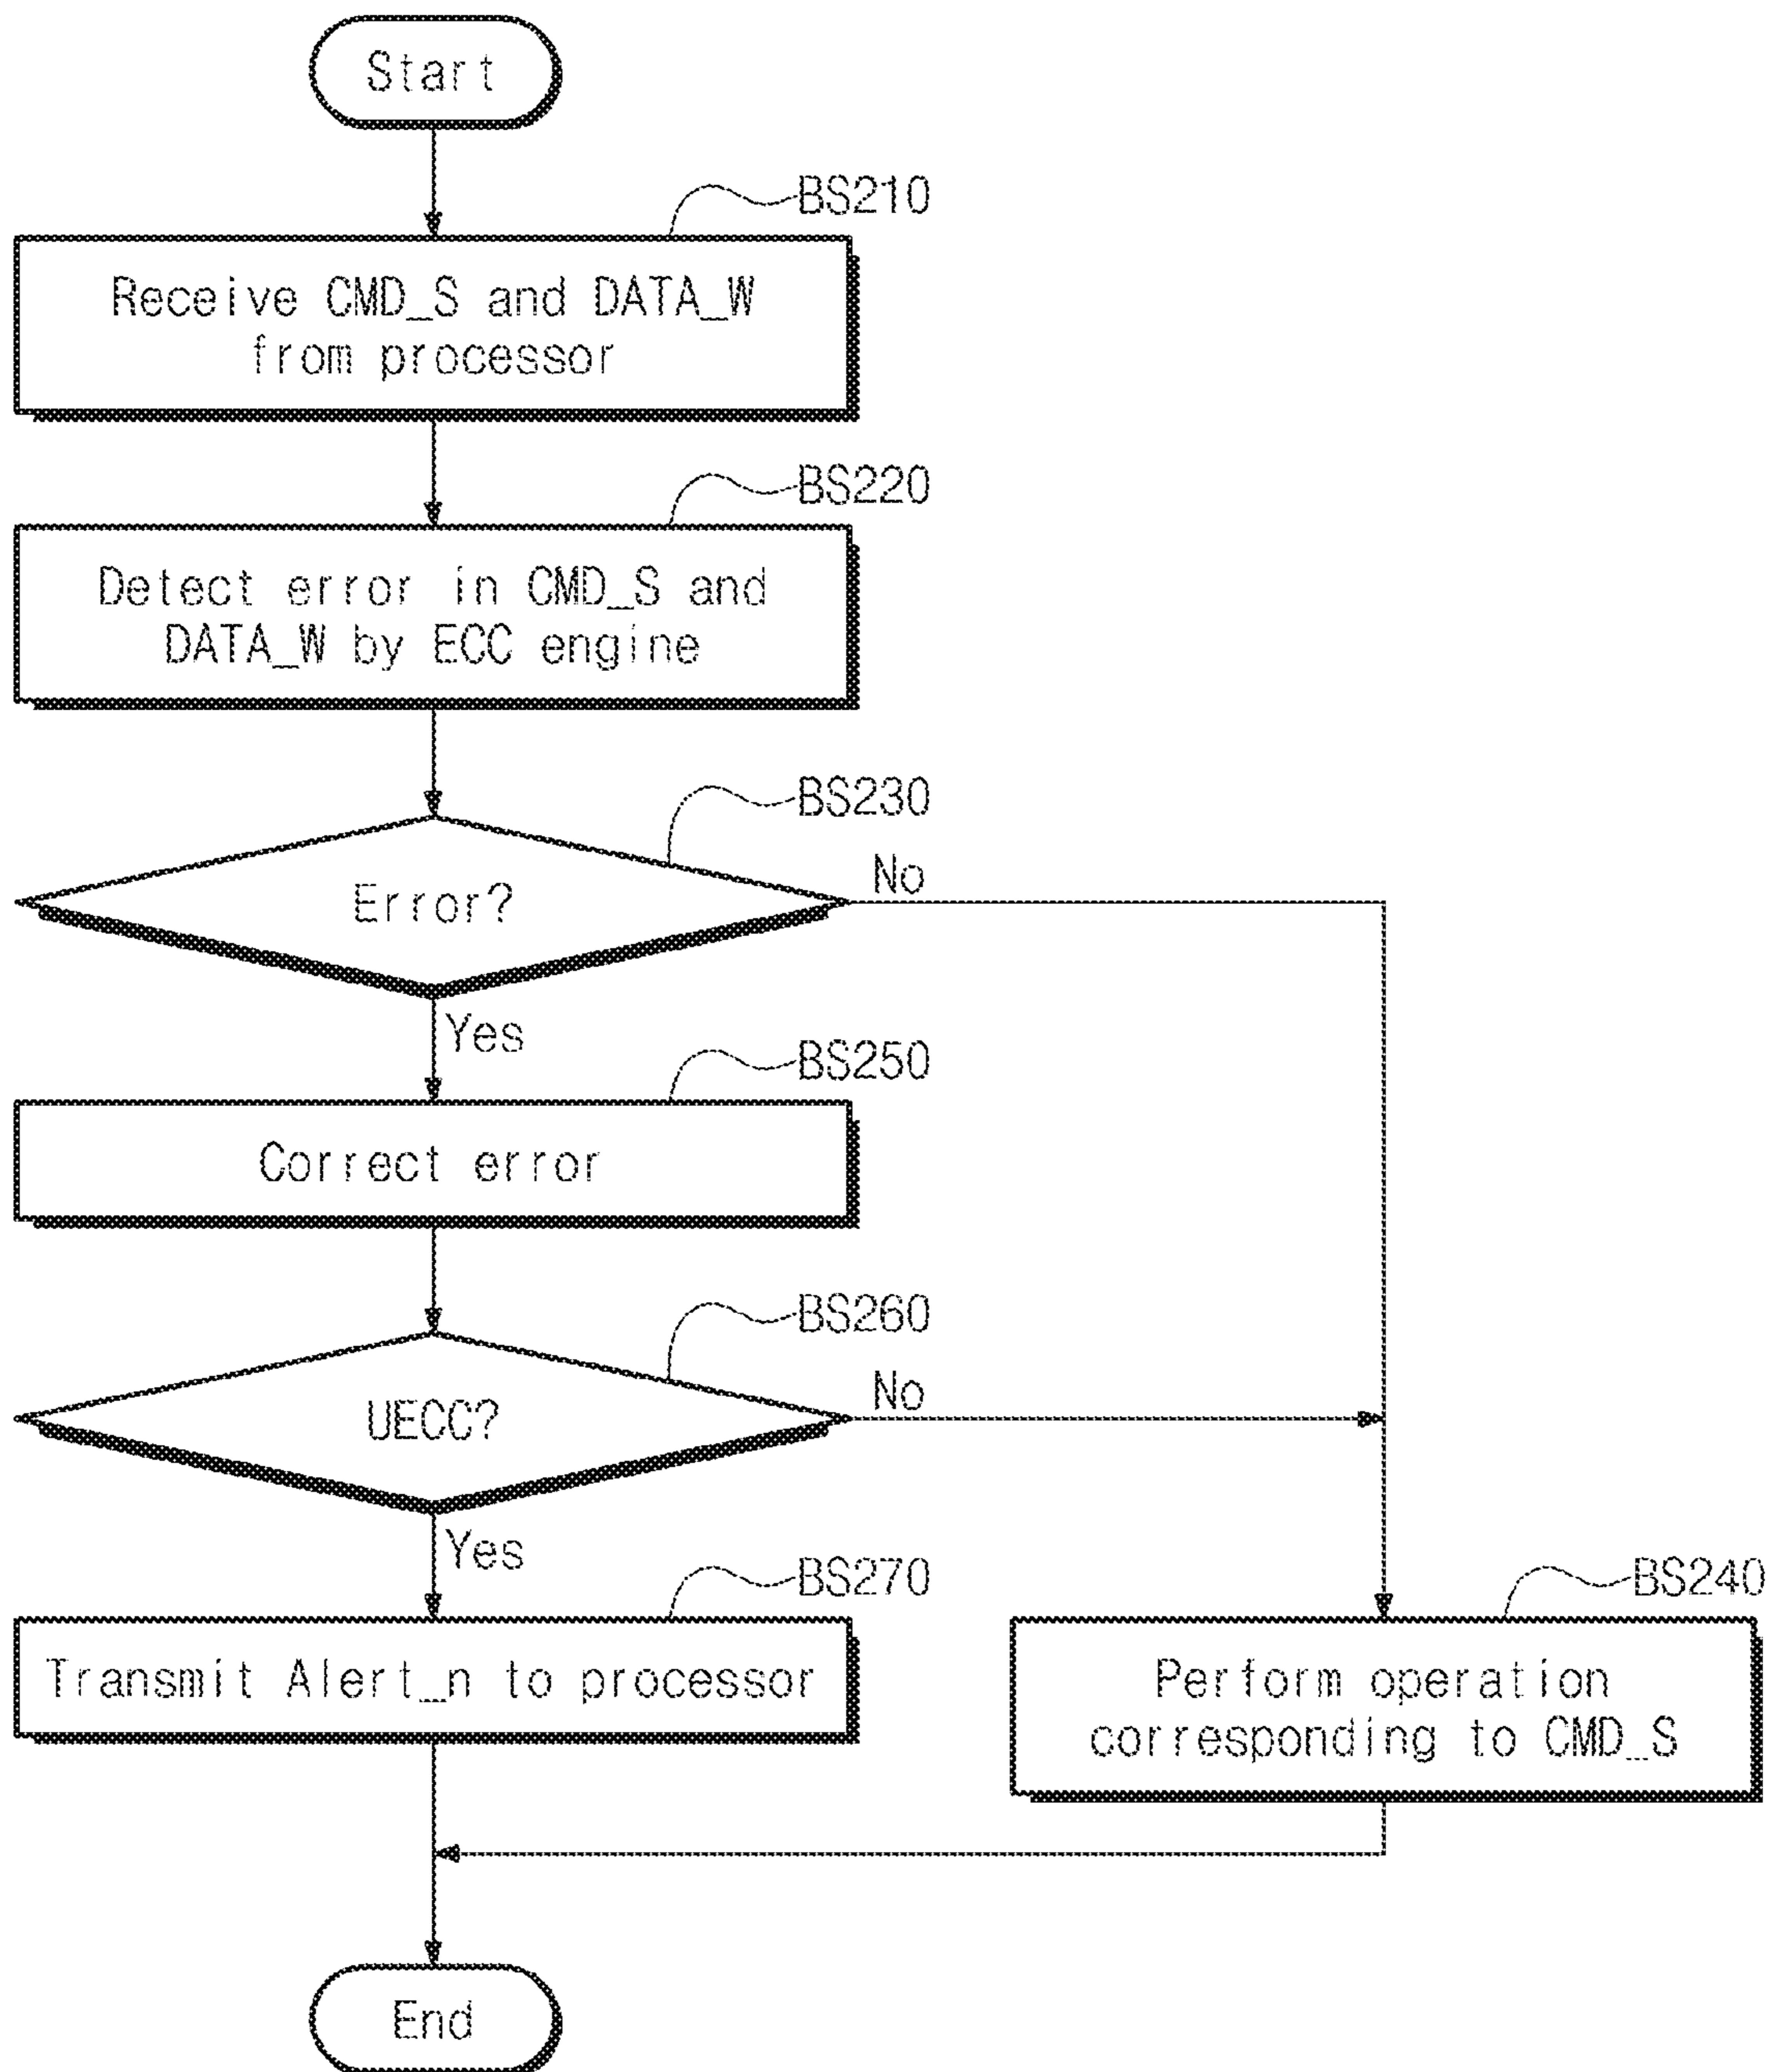 Start
BS210
Receive CMD_S and DATA_W
from processor
BS220
Detect error in CMD_S and
DATA_W by ECC engine
BS230
Error?
No
Yes
BS250
Correct error
BS260
UECC?
No
Yes
BS270
Transmit Alert_n to processor
BS240
Perform operation
corresponding to CMD_S
End